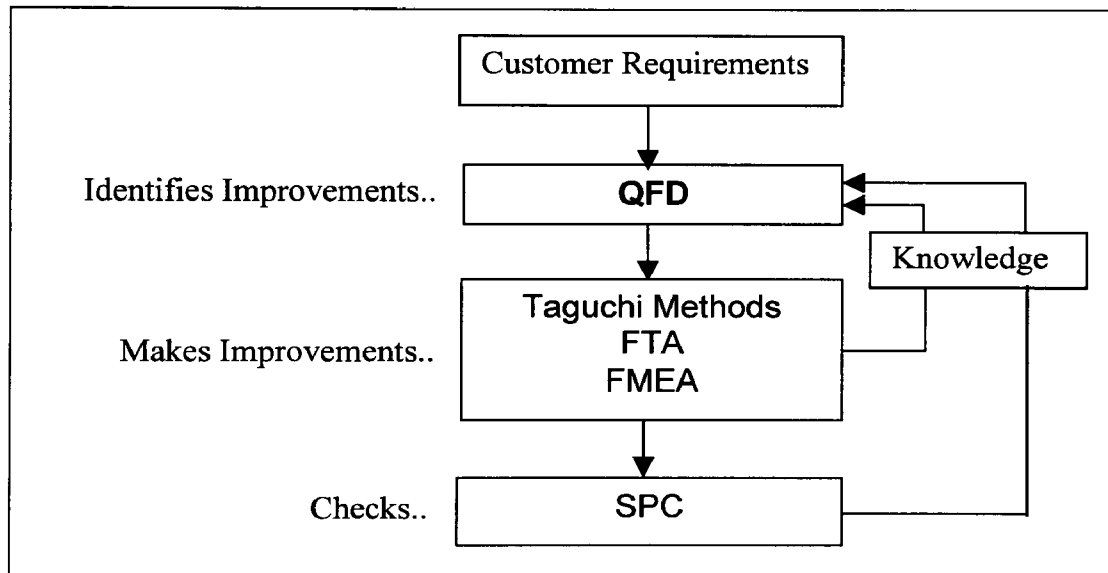 Customer Requirements
Identifies Improvements..
QFD
Knowledge
Makes Improvements..
Taguchi Methods
FTA
FMEA
Checks..
SPC